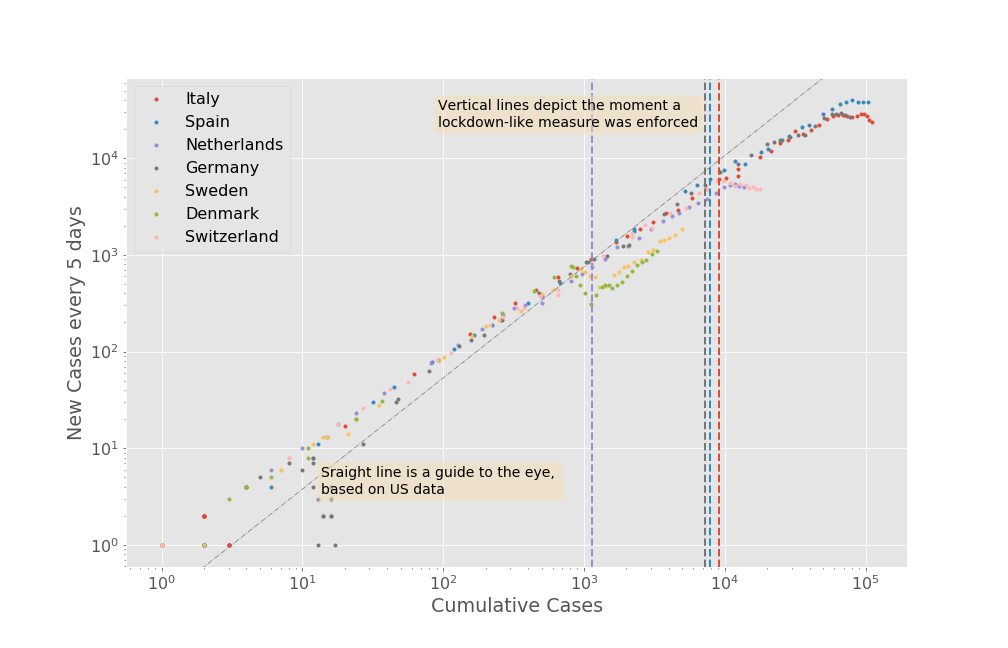 Vertical lines depict the moment a
lockdown-like measure was enforced
Italy
Spain
Netherlands
Germany
Sweden
Denmark
Switzerland
Sraight line is a guide to the eye,
based on US data
New Cases every 5 days
10⁴
10³
10²
10¹
10⁰
10⁰ 10¹ 10² 10³ 10⁴ 10⁵
Cumulative Cases